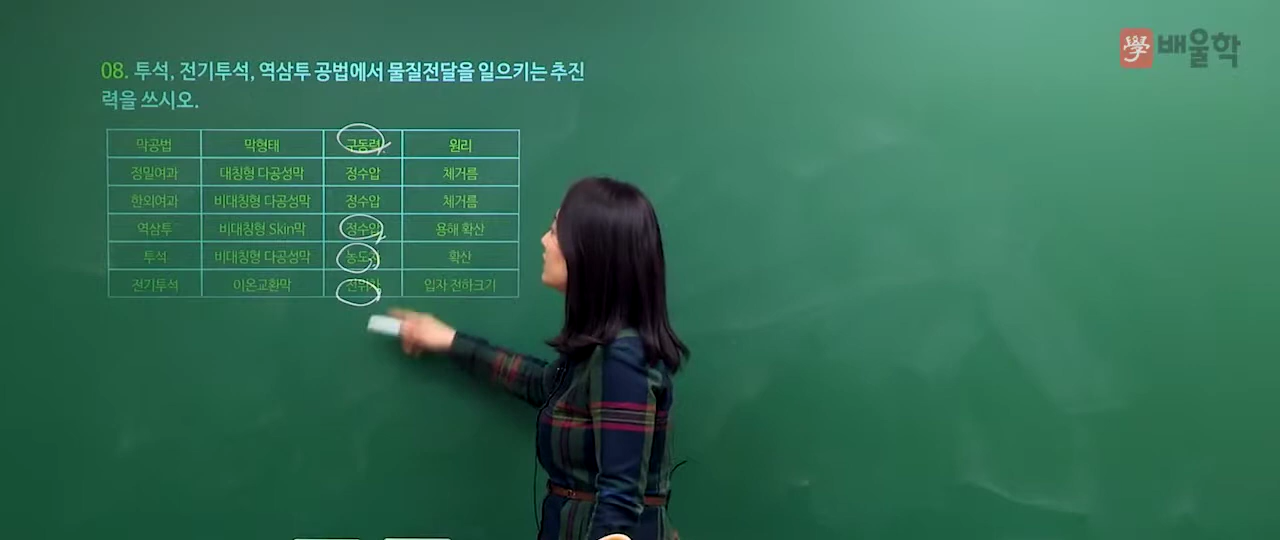 學 배울학
08. 투석, 전기투석, 역삼투 공법에서 물질전달을 일으키는 추진
력을 쓰시오.
막공법 막형태 구동력 원리
정밀여과 대칭형 다공성막 정수압 체거름
한외여과 비대칭형 다공성막 정수압 체거름
역삼투 비대칭형 Skin막 정수압 용해 확산
투석 비대칭형 다공성막 농도차 확산
전기투석 이온교환막 전위차 입자 전하크기